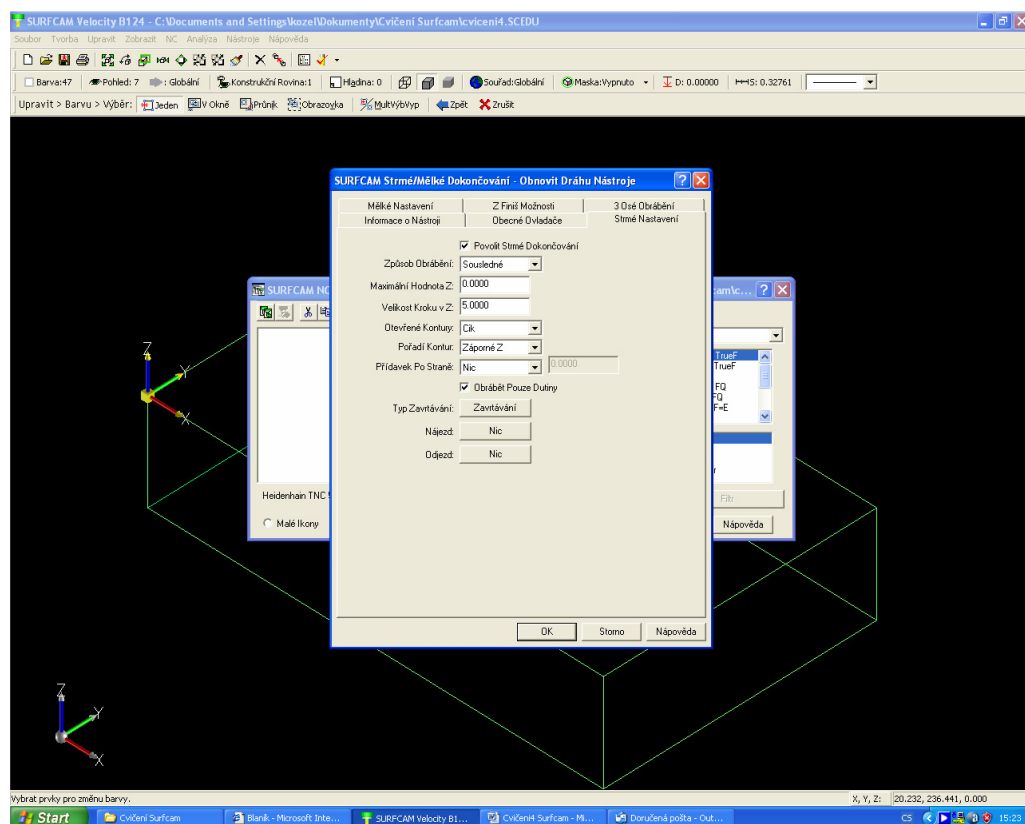 SURFCAM Velocity B124 - C:\Documents and Settings\kozel\Dokumenty\Cvičení Surfcam\cviceni4.SCEDU
Soubor Tvorba Upravit Zobrazit NC Analýza Nástroje Nápověda
Barva:47 Pohled: 7 : Globální Konstrukční Rovina:1 Hladina: 0 Souřad:Globální Maska:Vypnuto D: 0.00000 S: 0.32761
Upravit > Barvu > Výběr: Jeden V Okně Průnik Obrazovka MultVýbVyp Zpět Zrušit
SURFCAM Strmé/Mělké Dokončování - Obnovit Dráhu Nástroje
Mělké Nastavení Z Finiš Možnosti 3 Osé Obrábění
Informace o Nástroji Obecné Ovladače Strmé Nastavení
Povolit Strmé Dokončování
Způsob Obrábění: Sousledné
Maximální Hodnota Z: 0.0000
Velikost Kroku v Z: 5.0000
Otevřené Kontury: Cik
Pořadí Kontur: Záporné Z
Přídavek Po Straně: Nic 0.0000
Obrábět Pouze Dutiny
Typ Zavrtávání: Zavrtávání
Nájezd: Nic
Odjezd: Nic
OK Storno Nápověda
SURFCAM NC
cam\c...
TrueF
TrueF
FQ
FQ
F=E
Heidenhain TNC
Filtr
Malé Ikony
Nápověda
Z
Y
X
Z
Y
X
Vybrat prvky pro změnu barvy.
X, Y, Z: 20.232, 236.441, 0.000
Start Cvičení Surfcam Blaník - Microsoft Inte... SURFCAM Velocity B1... Cvičení4 Surfcam - Mi... Doručená pošta - Out... CS 15:23